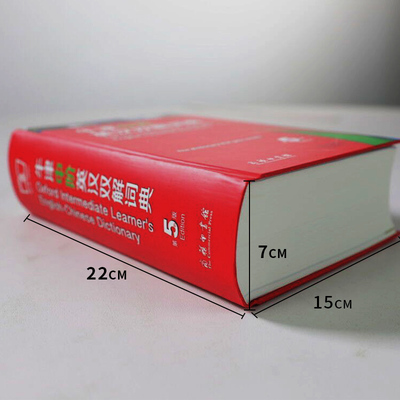 牛津中阶英汉双解词典
Oxford Intermediate Learner's
English-Chinese Dictionary
第5版
Edition
商务印书馆
7CM
22CM
15CM